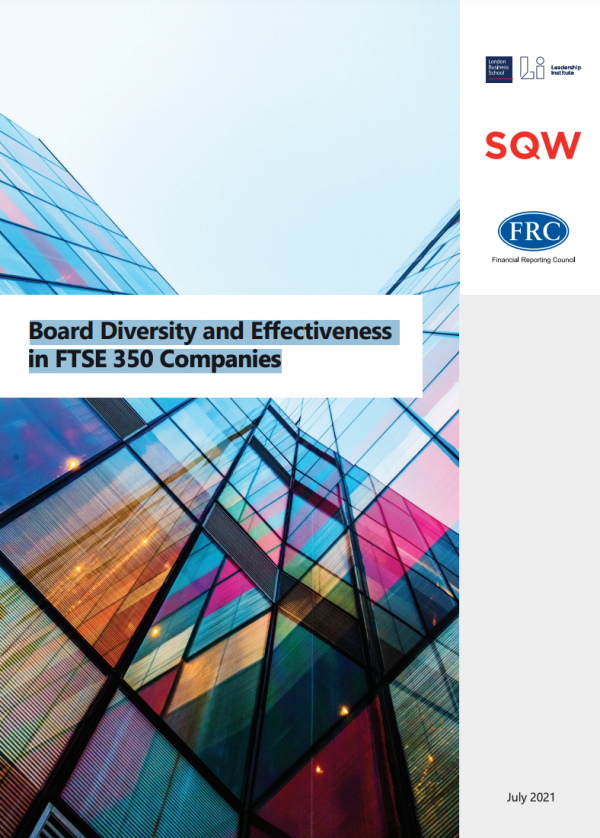 London
Business
School
Leadership
Institute
SQW
FRC
Financial Reporting Council
Board Diversity and Effectiveness
in FTSE 350 Companies
July 2021